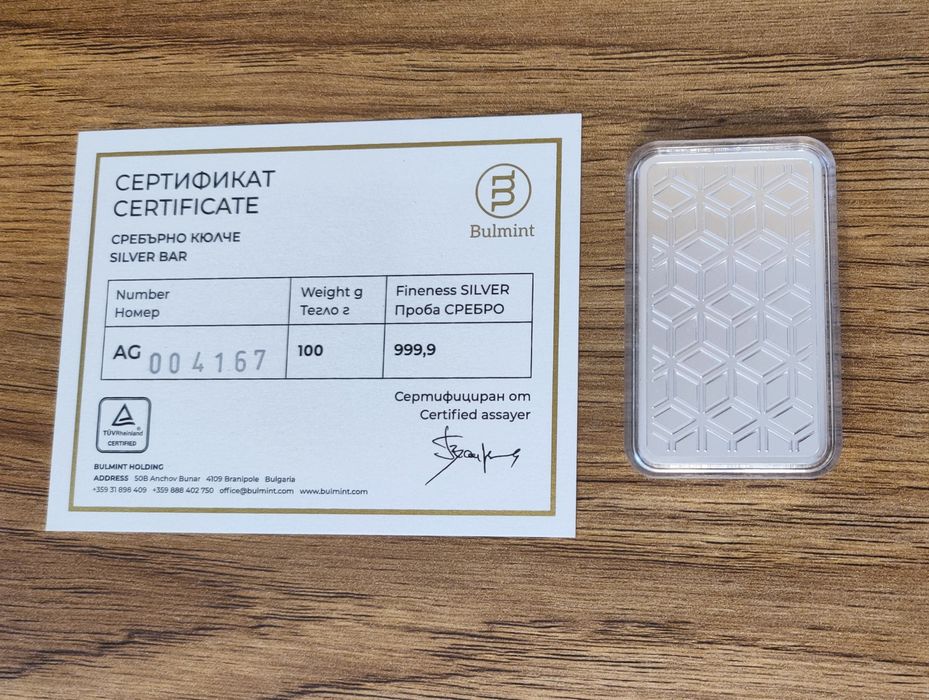 СЕРТИФИКАТ
CERTIFICATE
СРЕБЪРНО КЮЛЧЕ
SILVER BAR
Bulmint
Number
Номер
Weight g
Тегло г
Fineness SILVER
Проба СРЕБРО
AG 004167
100
999,9
Сертифициран от
Certified assayer
TÜVRheinland®
CERTIFIED
BULMINT HOLDING
ADDRESS 50B Anchov Bunar 4109 Branipole Bulgaria
+359 31 896 409 +359 888 402 750 office@bulmint.com www.bulmint.com